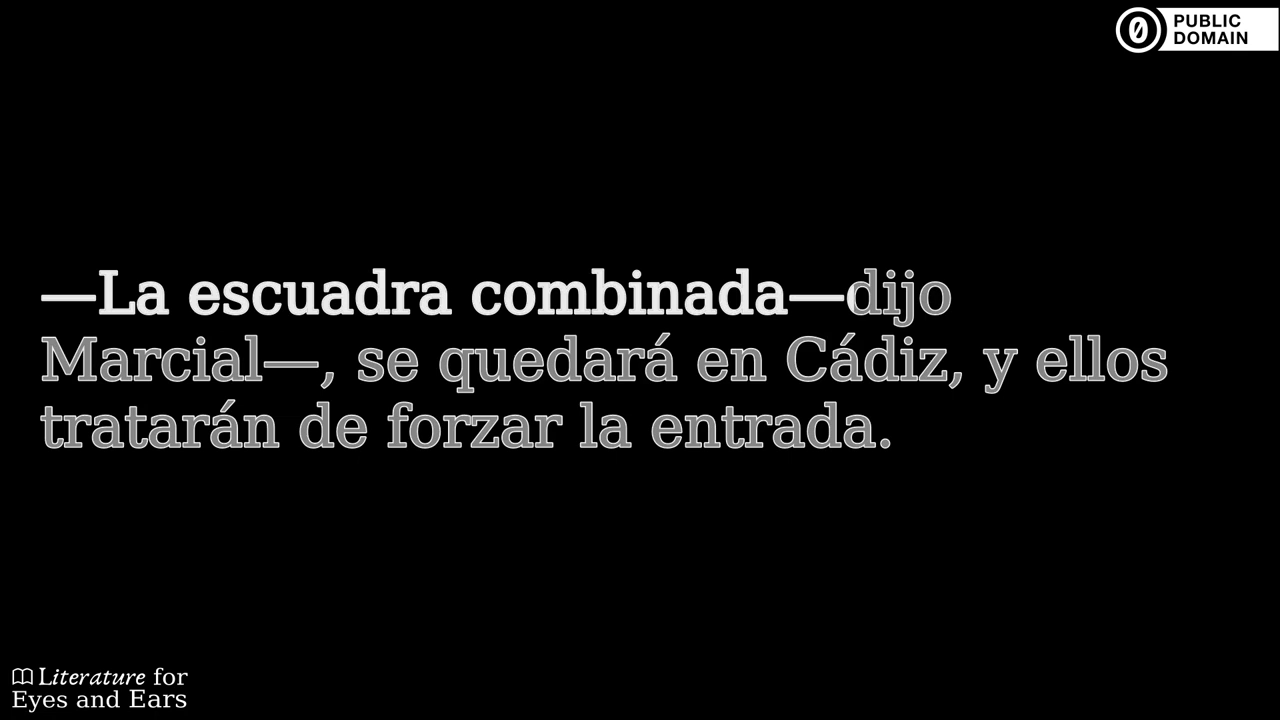 PUBLIC
DOMAIN
—La escuadra combinada—dijo
Marcial—, se quedará en Cádiz, y ellos
tratarán de forzar la entrada.
Literature for
Eyes and Ears